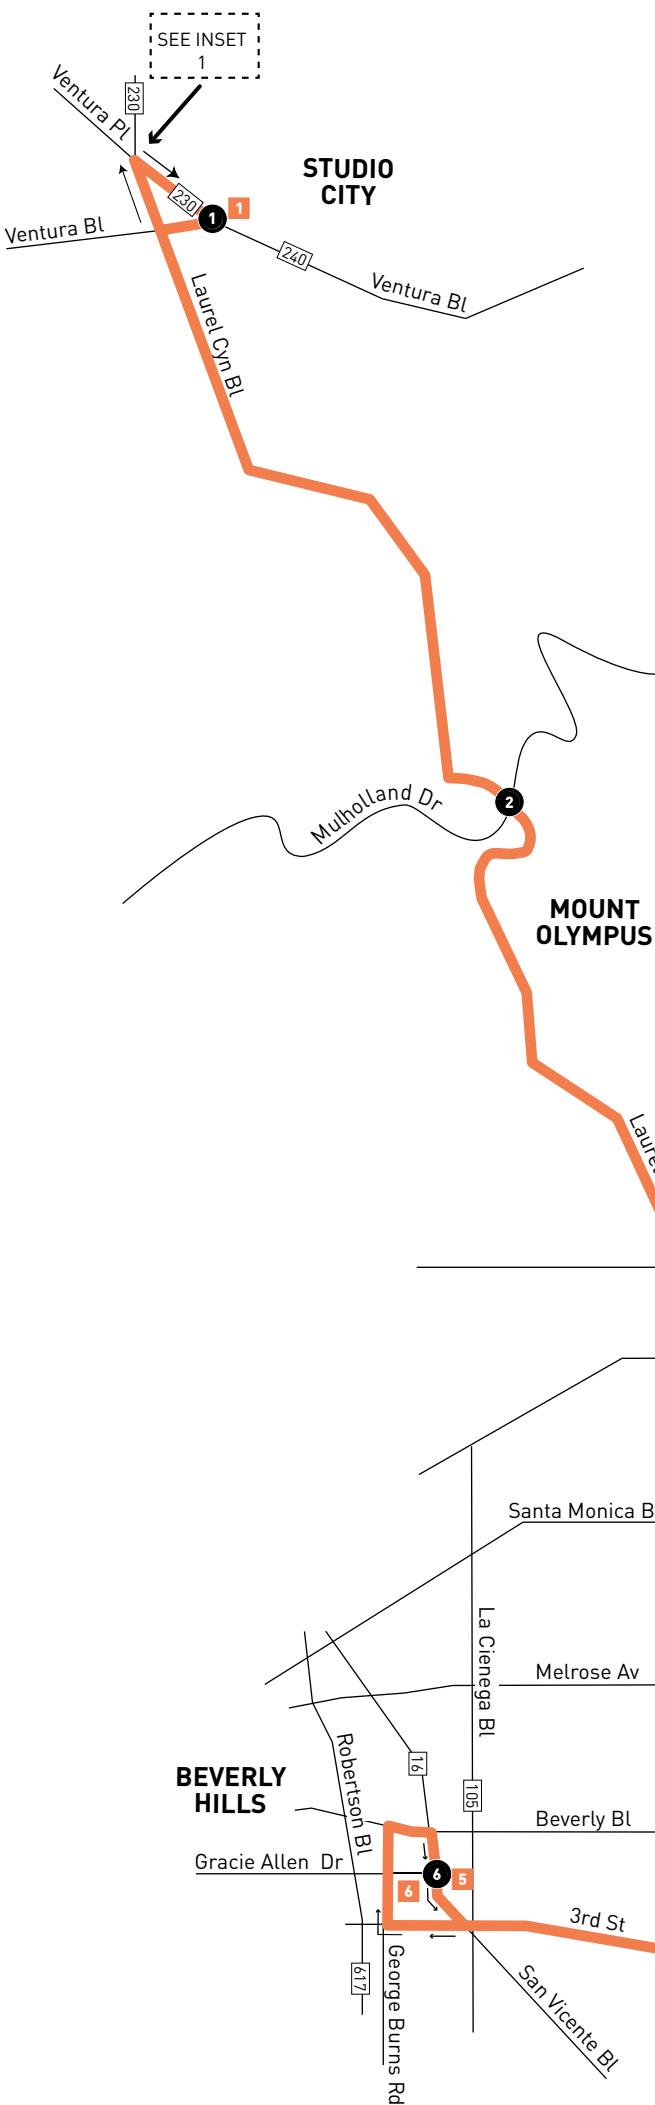 SEE INSET
1
Ventura Pl
230
STUDIO
CITY
230
1
1
Ventura Bl
240
Ventura Bl
Laurel Cyn Bl
Mulholland Dr
2
MOUNT
OLYMPUS
Laurel
Santa Monica B
La Cienega Bl
Melrose Av
Robertson Bl
16
BEVERLY
HILLS
105
Beverly Bl
Gracie Allen Dr
6
5
6
3rd St
617
George Burns Rd
San Vicente Bl